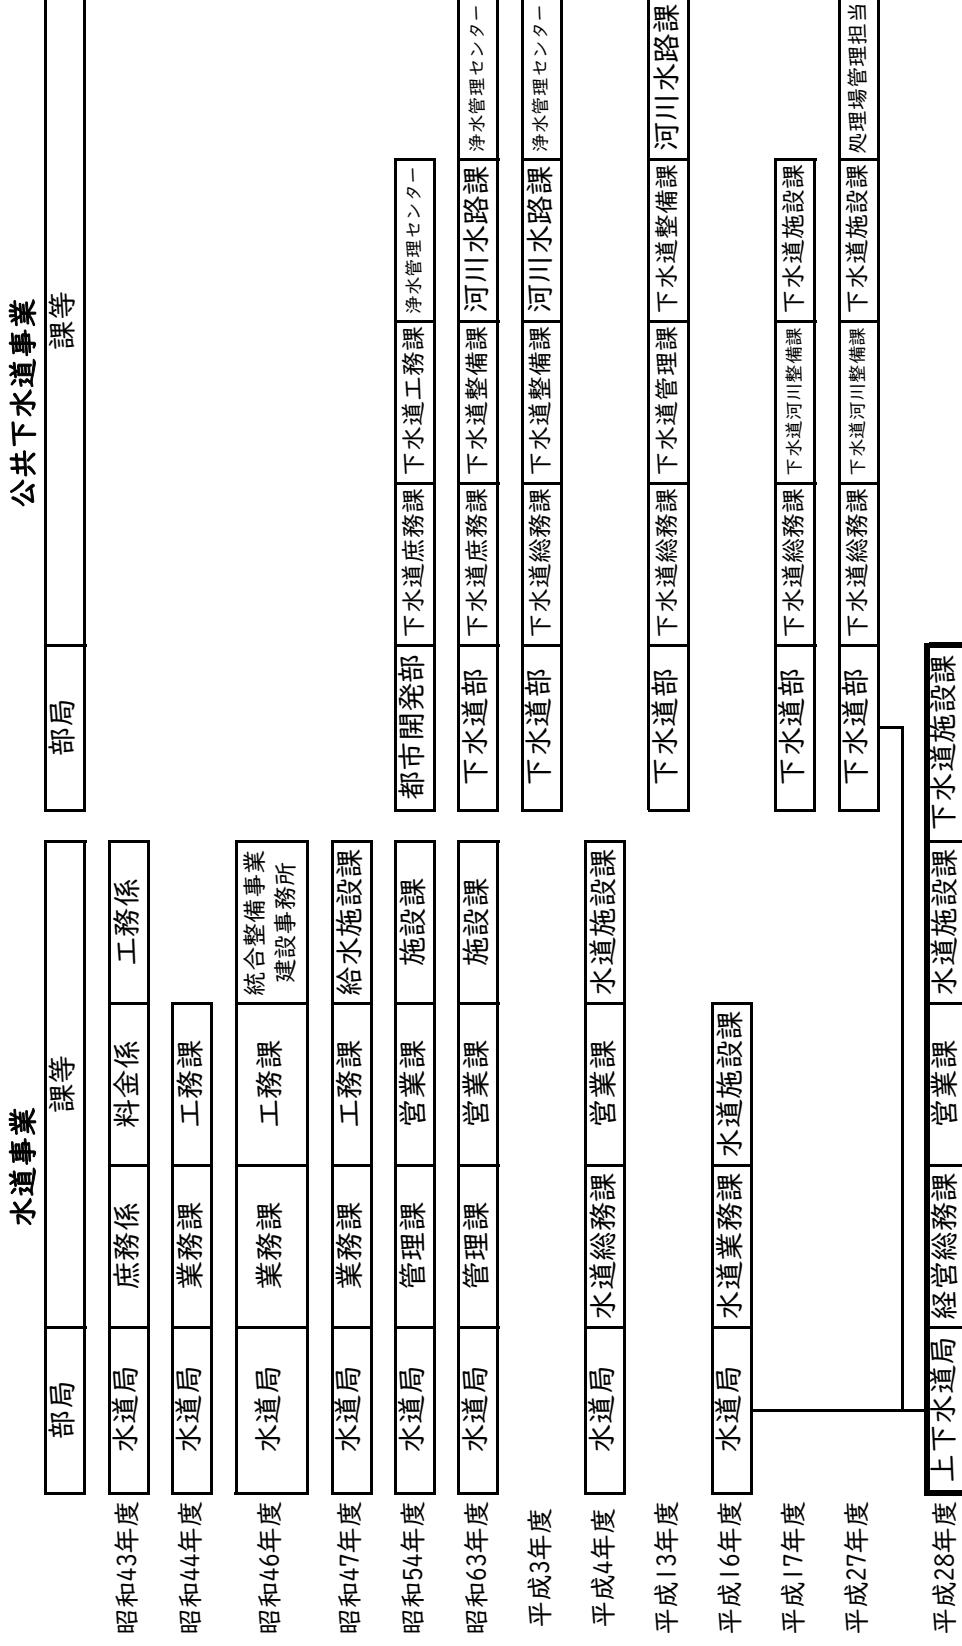 水道事業 公共下水道事業
部局 課等 部局 課等
昭和43年度 水道局 庶務係 料金係 工務係
昭和44年度 水道局 業務課 工務課
昭和46年度 水道局 業務課 工務課 統合整備事業
建設事務所
昭和47年度 水道局 業務課 工務課 給水施設課
昭和54年度 水道局 管理課 営業課 施設課 都市開発部 下水道庶務課 下水道工務課 浄水管理センター
昭和63年度 水道局 管理課 営業課 施設課 下水道部 下水道庶務課 下水道整備課 河川水路課 浄水管理センター
平成3年度 下水道部 下水道総務課 下水道整備課 河川水路課 浄水管理センター
平成4年度 水道局 水道総務課 営業課 水道施設課
平成13年度 下水道部 下水道総務課 下水道管理課 下水道整備課 河川水路課
平成16年度 水道局 水道業務課 水道施設課
平成17年度 下水道部 下水道総務課 下水道河川整備課 下水道施設課
平成27年度 下水道部 下水道総務課 下水道河川整備課 下水道施設課 処理場管理担当
平成28年度 上下水道局 経営総務課 営業課 水道施設課 下水道施設課